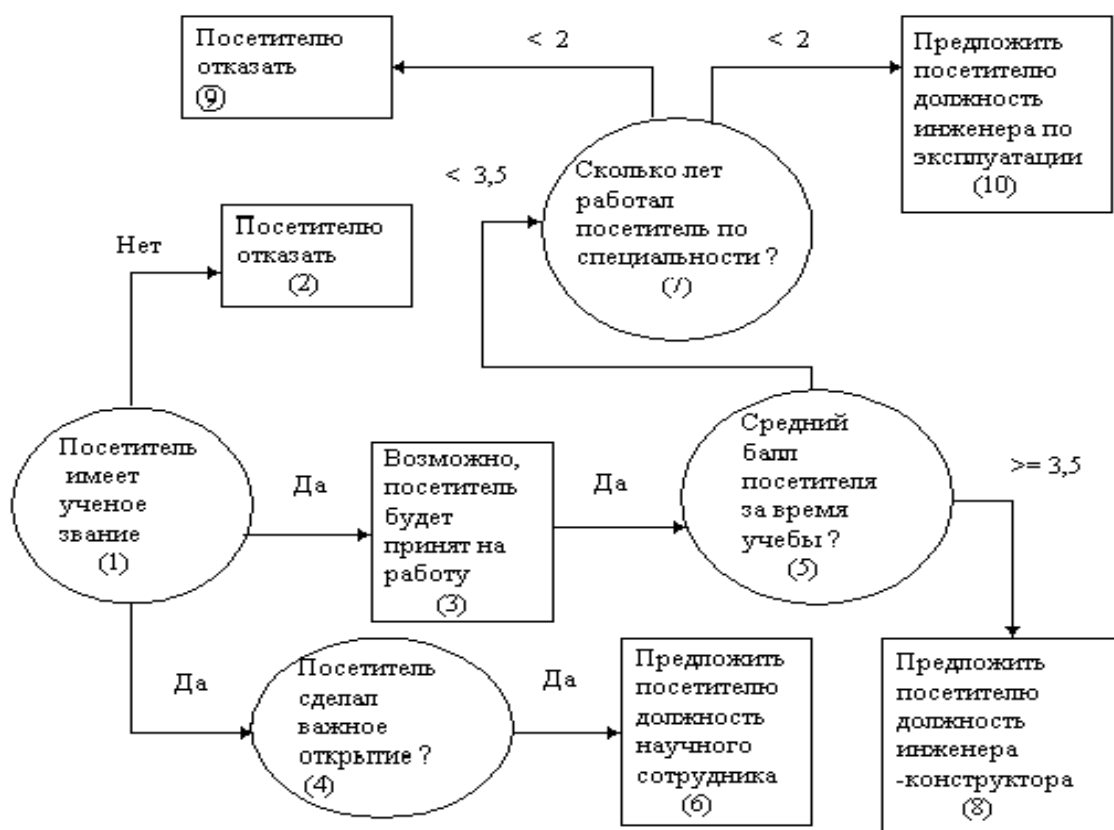 Посетителю
отказать
(9)
< 2
< 2
Предложить
посетителю
должность
инженера по
эксплуатации
(10)
< 3,5
Сколько лет
работал
посетитель по
специальности ?
(7)
Нет
Посетителю
отказать
(2)
Посетитель
имеет
ученое
звание
(1)
Да
Возможно,
посетитель
будет
принят на
работу
(3)
Да
Средний
балл
посетителя
за время
учебы ?
(5)
>= 3,5
Да
Посетитель
сделал
важное
открытие ?
(4)
Да
Предложить
посетителю
должность
научного
сотрудника
(6)
Предложить
посетителю
должность
инженера
-конструктора
(8)